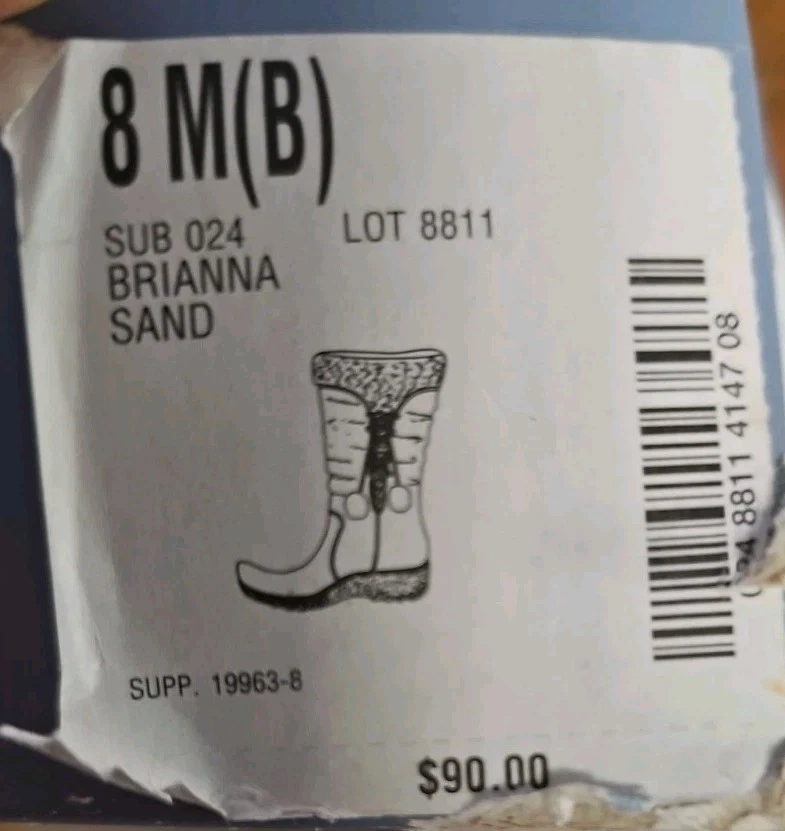 8 M(B)
SUB 024 LOT 8811
BRIANNA
SAND
8811 4147 08
SUPP. 19963-8
$90.00